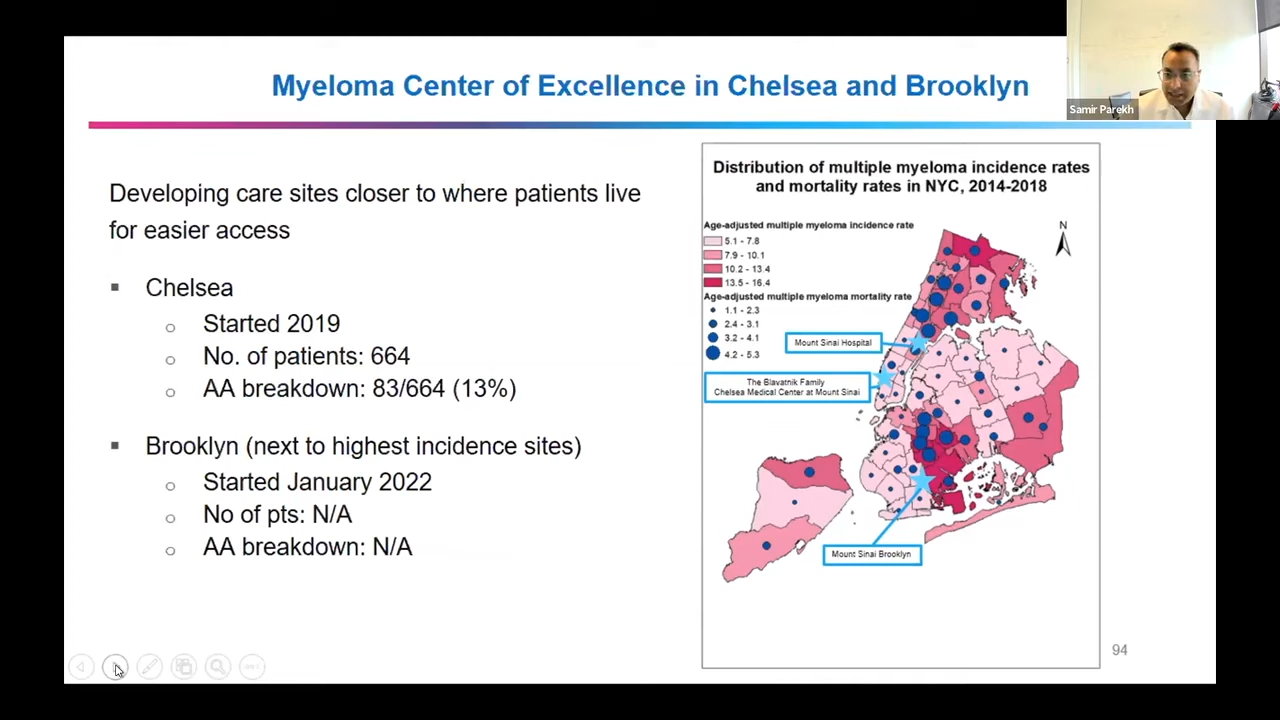 Myeloma Center of Excellence in Chelsea and Brooklyn
Samir Parekh
Developing care sites closer to where patients live
for easier access
▪ Chelsea
o Started 2019
o No. of patients: 664
o AA breakdown: 83/664 (13%)
▪ Brooklyn (next to highest incidence sites)
o Started January 2022
o No of pts: N/A
o AA breakdown: N/A
Distribution of multiple myeloma incidence rates
and mortality rates in NYC, 2014-2018
Age-adjusted multiple myeloma incidence rate
5.1 - 7.8
7.9 - 10.1
10.2 - 13.4
13.5 - 16.4
Age-adjusted multiple myeloma mortality rate
1.1 - 2.3
2.4 - 3.1
3.2 - 4.1
4.2 - 5.3
N
Mount Sinai Hospital
The Blavatnik Family
Chelsea Medical Center at Mount Sinai
Mount Sinai Brooklyn
94